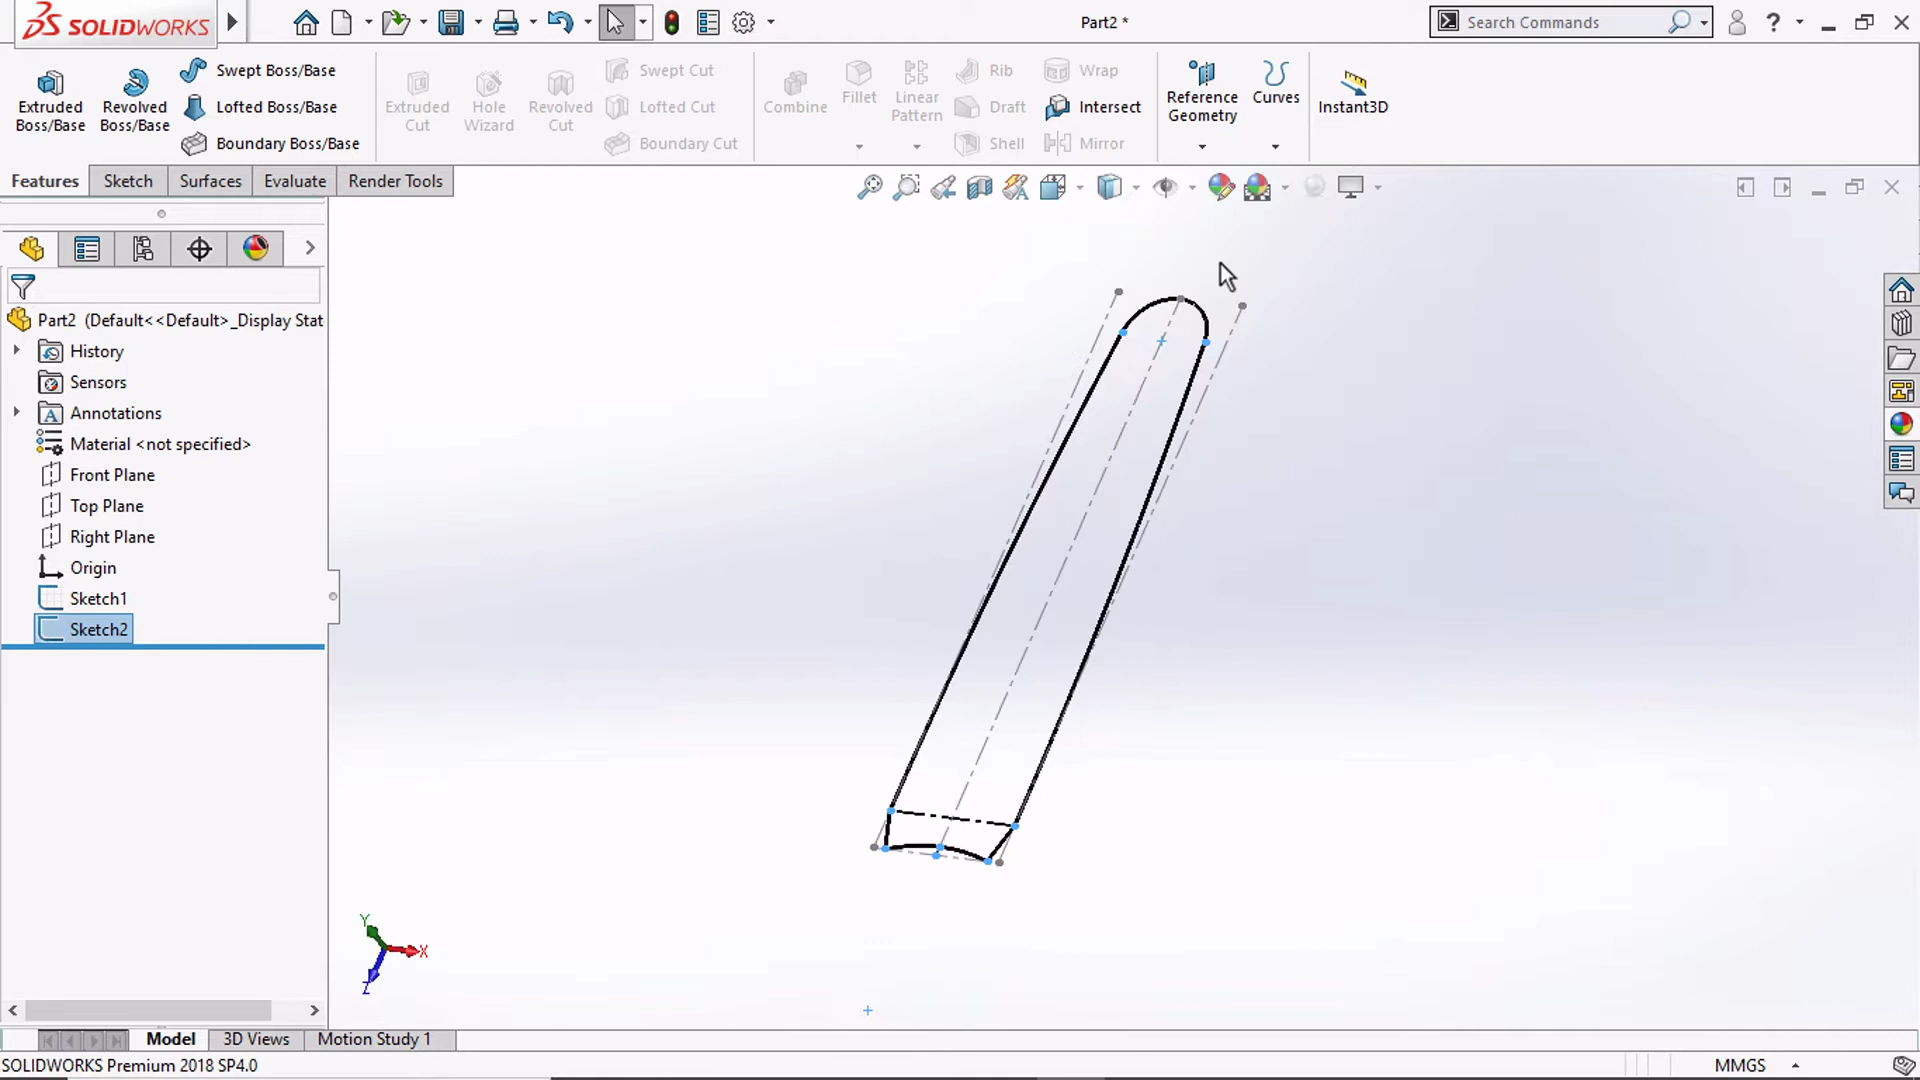 SOLIDWORKS
Part2 *
Search Commands
?
Extruded Boss/Base
Revolved Boss/Base
Swept Boss/Base
Lofted Boss/Base
Boundary Boss/Base
Extruded Cut
Hole Wizard
Revolved Cut
Swept Cut
Lofted Cut
Boundary Cut
Combine
Fillet
Linear Pattern
Rib
Draft
Shell
Wrap
Intersect
Mirror
Reference Geometry
Curves
Instant3D
Features
Sketch
Surfaces
Evaluate
Render Tools
Part2 (Default<<Default>_Display Stat
History
Sensors
Annotations
Material <not specified>
Front Plane
Top Plane
Right Plane
Origin
Sketch1
Sketch2
Y
X
Z
Model
3D Views
Motion Study 1
SOLIDWORKS Premium 2018 SP4.0
MMGS